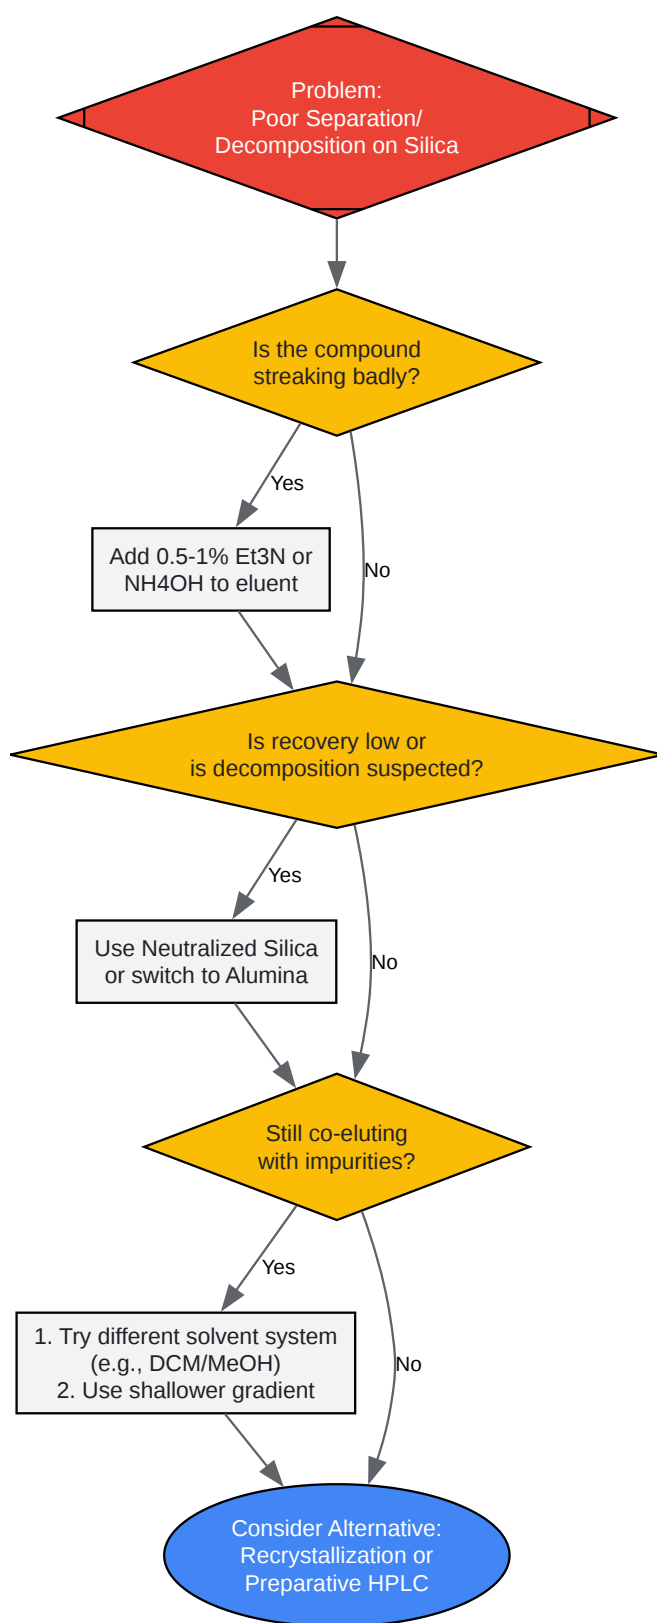 Problem:
Poor Separation/
Decomposition on Silica
Is the compound
streaking badly?
Yes
Add 0.5-1% Et3N or
NH4OH to eluent
No
Is recovery low or
is decomposition suspected?
Yes
Use Neutralized Silica
or switch to Alumina
No
Still co-eluting
with impurities?
Yes
1. Try different solvent system
(e.g., DCM/MeOH)
2. Use shallower gradient
No
Consider Alternative:
Recrystallization or
Preparative HPLC